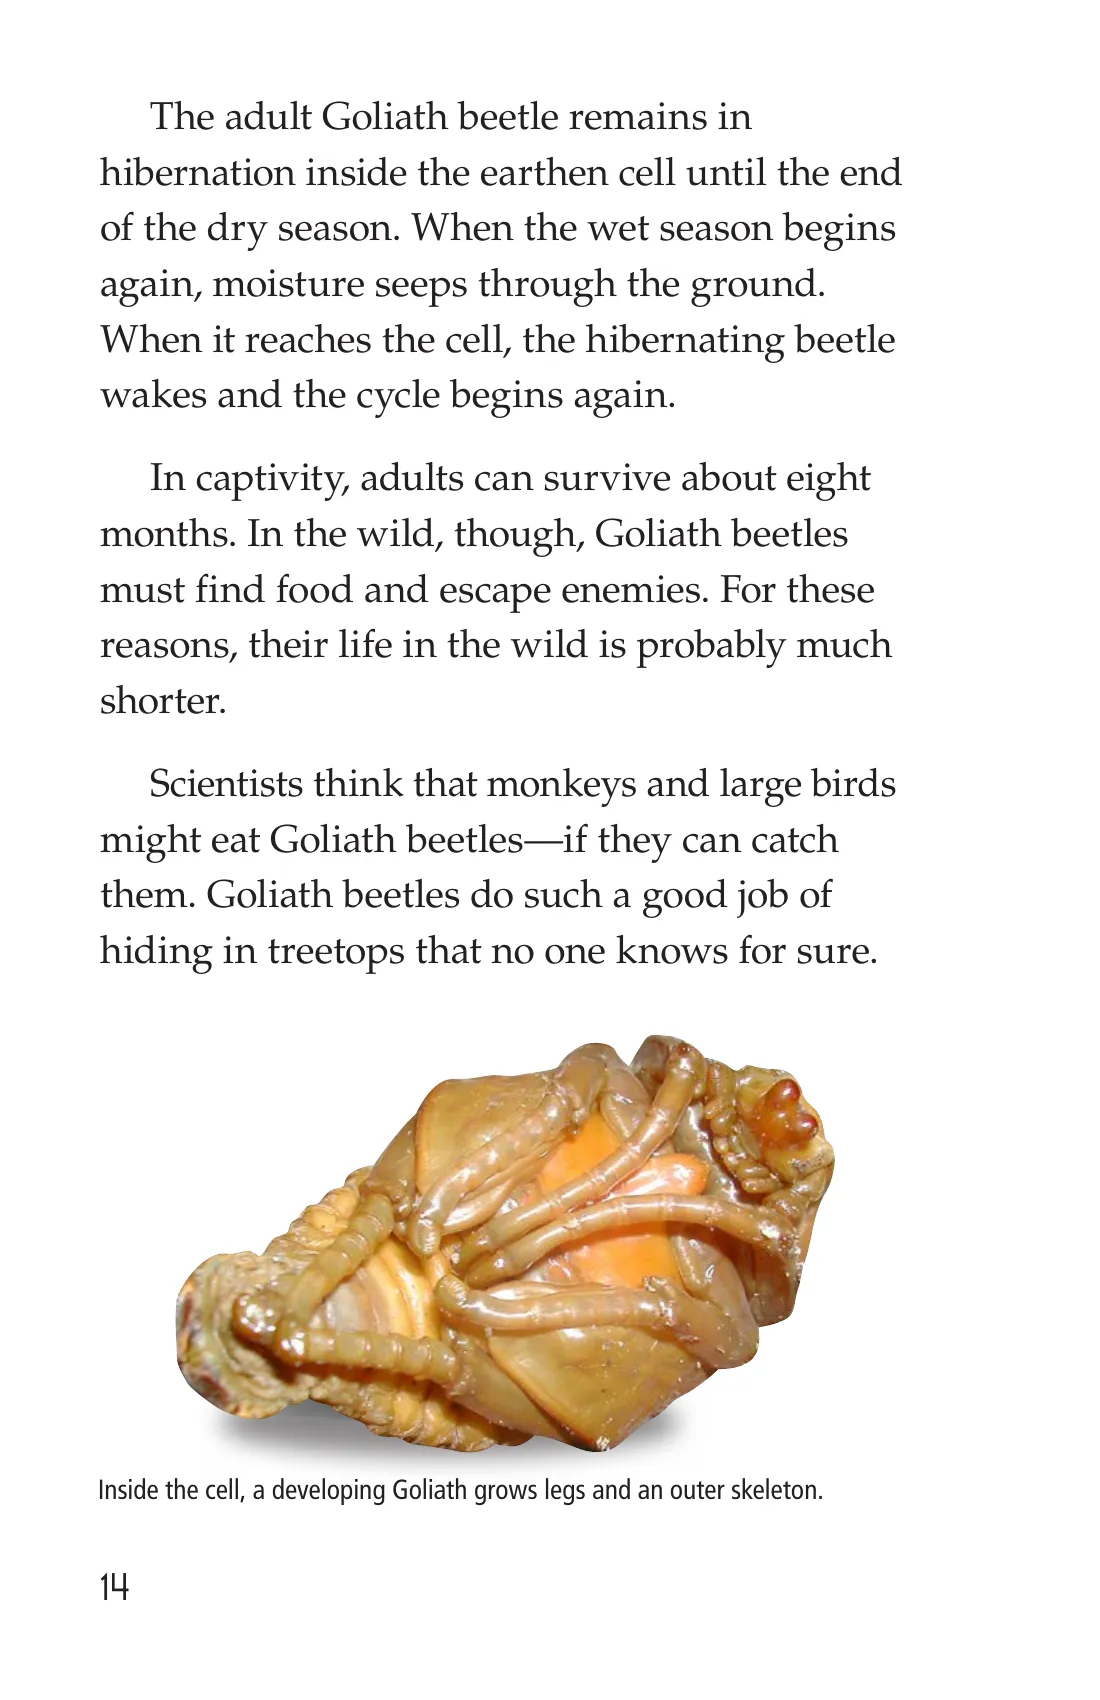 The adult Goliath beetle remains in
hibernation inside the earthen cell until the end
of the dry season. When the wet season begins
again, moisture seeps through the ground.
When it reaches the cell, the hibernating beetle
wakes and the cycle begins again.
In captivity, adults can survive about eight
months. In the wild, though, Goliath beetles
must find food and escape enemies. For these
reasons, their life in the wild is probably much
shorter.
Scientists think that monkeys and large birds
might eat Goliath beetles—if they can catch
them. Goliath beetles do such a good job of
hiding in treetops that no one knows for sure.
Inside the cell, a developing Goliath grows legs and an outer skeleton.
14